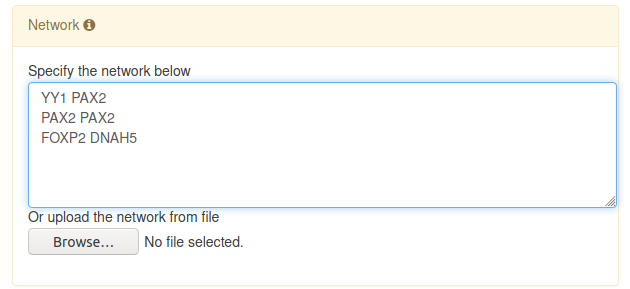 Network
Specify the network below
YY1 PAX2
PAX2 PAX2
FOXP2 DNAH5
Or upload the network from file
Browse... No file selected.